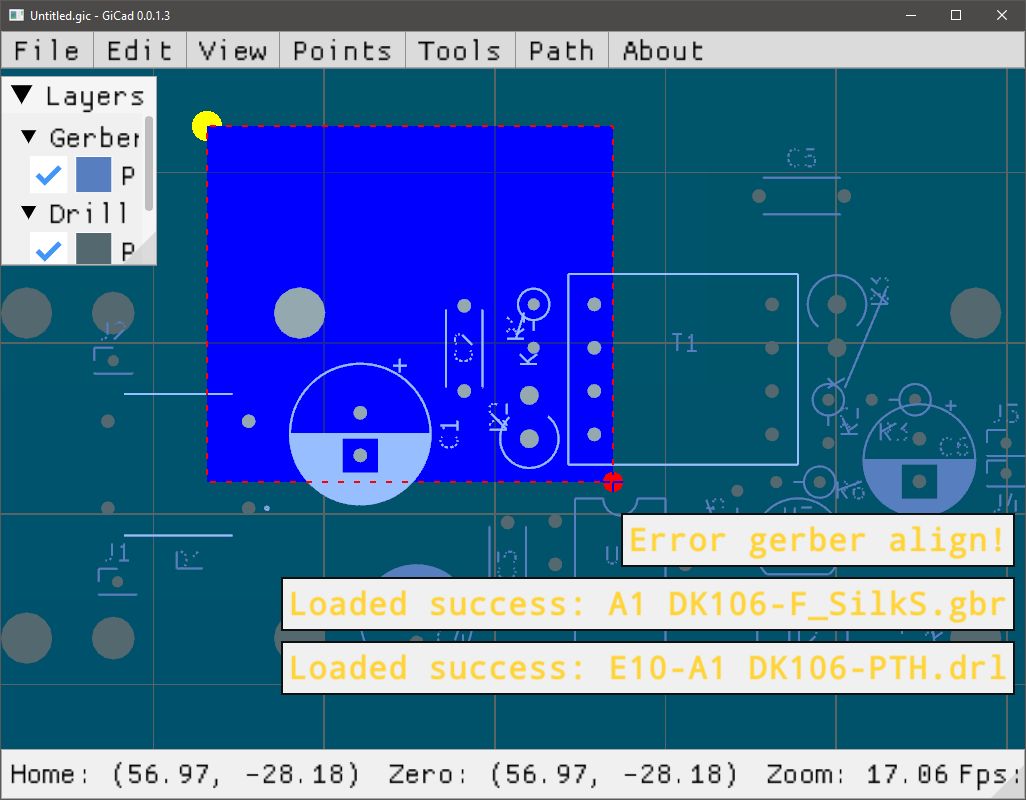 Untitled.gic - GiCad 0.0.1.3
File Edit View Points Tools Path About
Layers
Gerber
P
Drill
P
C5
J2
C7
T1
C1
K3
C6
J5
K6
J1
Error gerber align!
Loaded success: A1 DK106-F_SilkS.gbr
Loaded success: E10-A1 DK106-PTH.drl
Home: (56.97, -28.18) Zero: (56.97, -28.18) Zoom: 17.06 Fps: